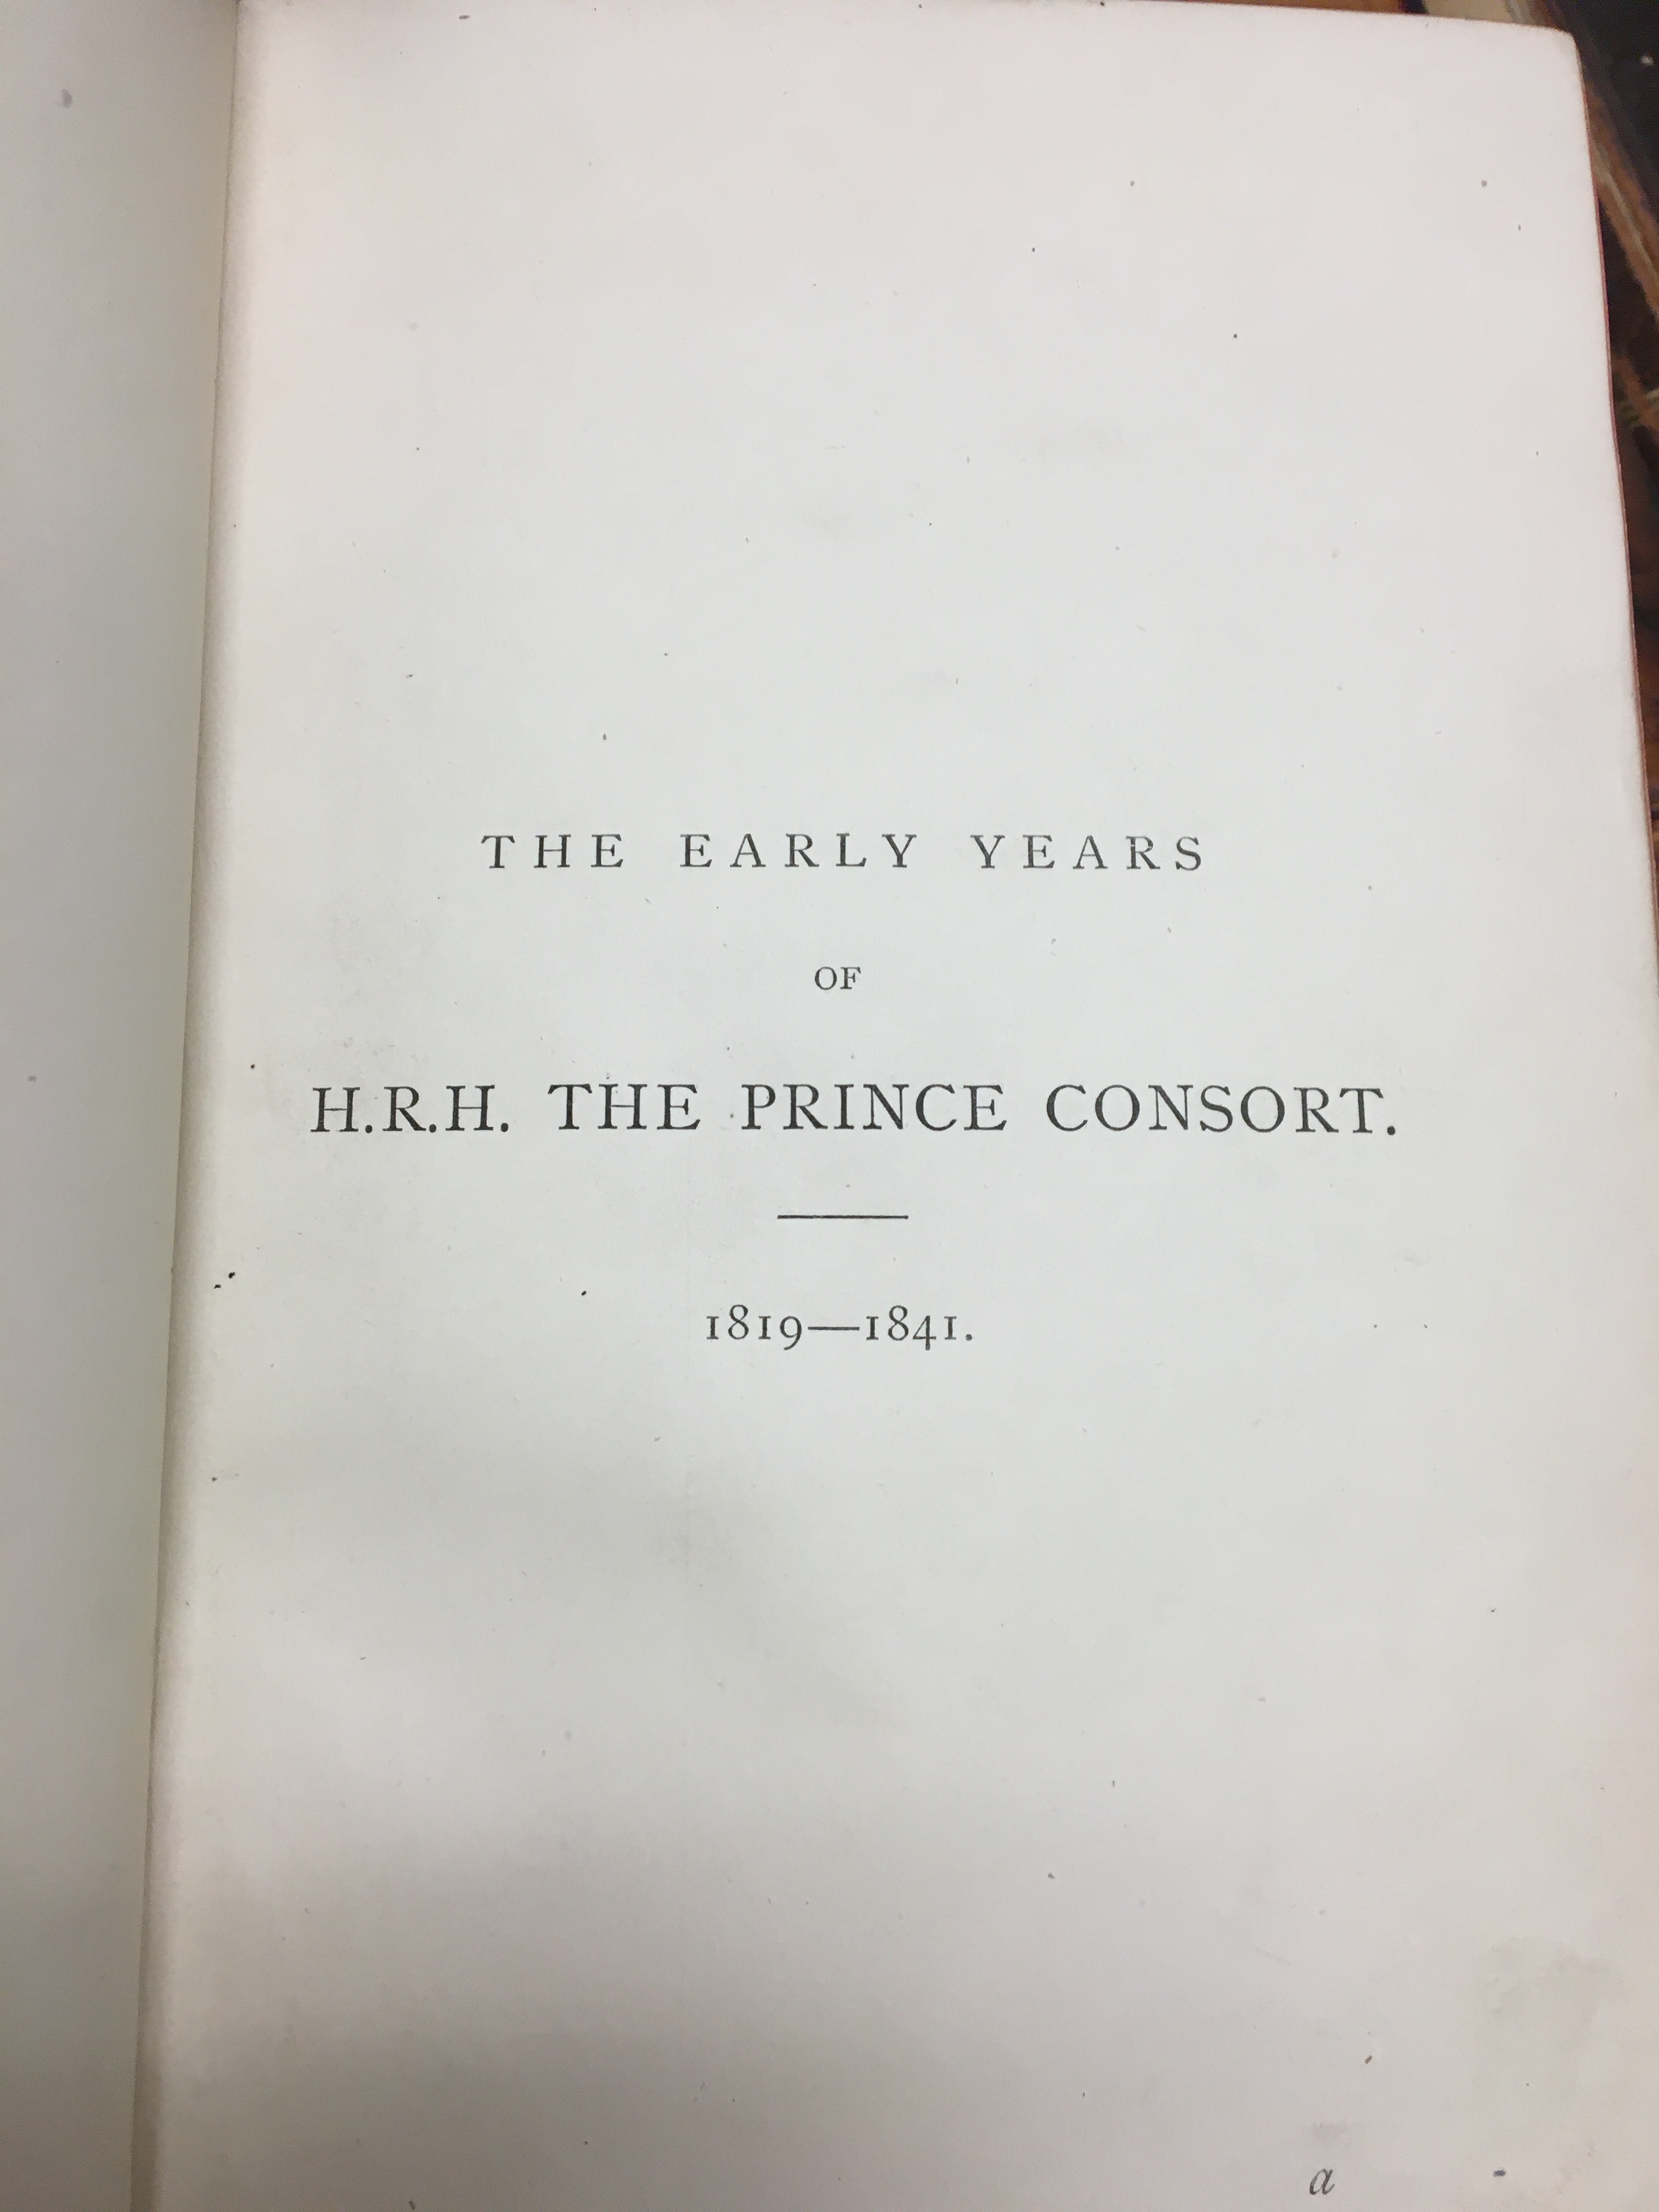 THE EARLY YEARS
OF
H.R.H. THE PRINCE CONSORT.
1819—1841.
a